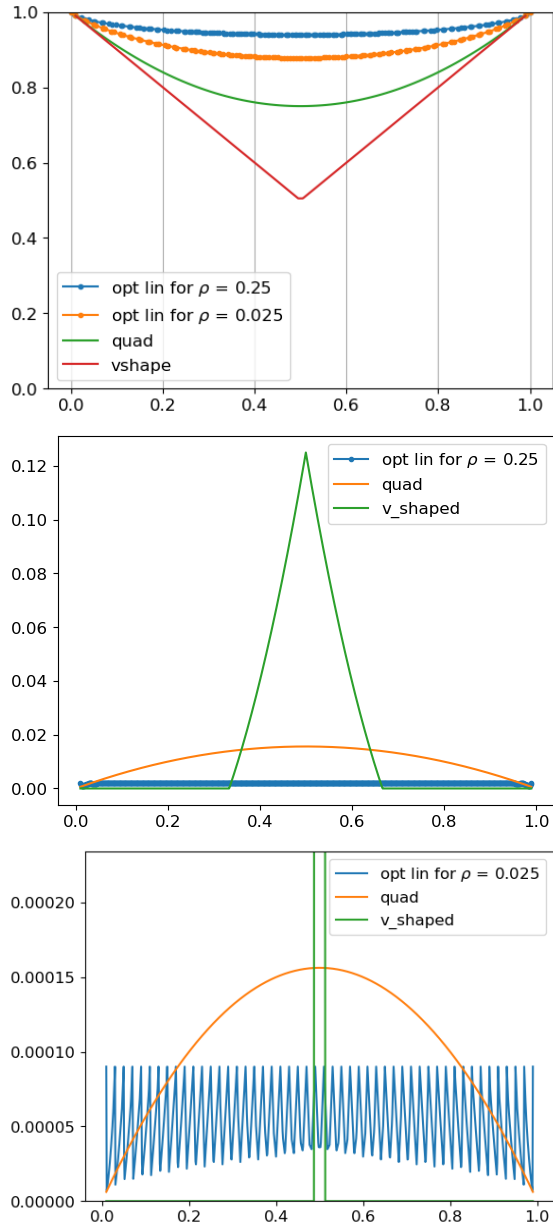 1.0
0.8
0.6
0.4
0.2
0.0
opt lin for ρ = 0.25
opt lin for ρ = 0.025
quad
vshape
0.0 0.2 0.4 0.6 0.8 1.0
0.12
0.10
0.08
0.06
0.04
0.02
0.00
opt lin for ρ = 0.25
quad
v_shaped
0.0 0.2 0.4 0.6 0.8 1.0
0.00020
0.00015
0.00010
0.00005
0.00000
opt lin for ρ = 0.025
quad
v_shaped
0.0 0.2 0.4 0.6 0.8 1.0